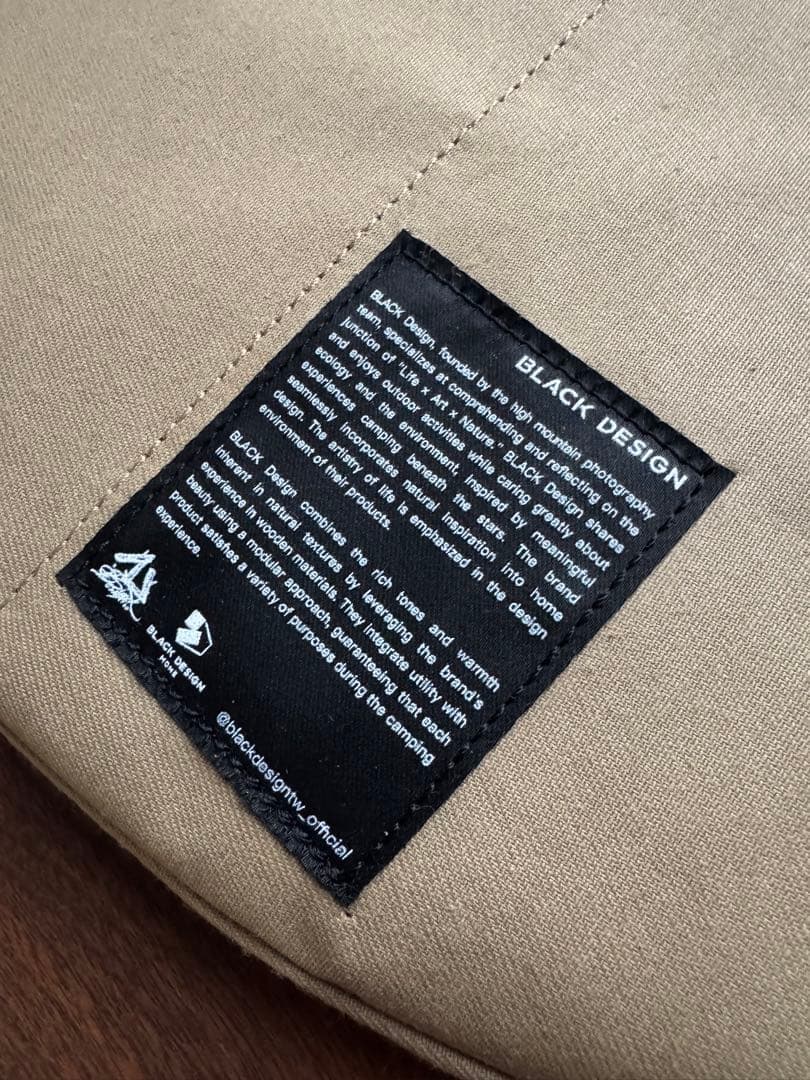 BLACK DESIGN
BLACK Design, founded by the high mountain photography
team, specializes at comprehending and reflecting on the
junction of "Life × Art × Nature." BLACK Design shares
and enjoys outdoor activities while caring greatly about
ecology and the environment. Inspired by meaningful
experiences camping beneath the stars. The brand
seamlessly incorporates natural inspiration into home
design. The artistry of life is emphasized in the design
environment of their products.
BLACK Design combines the rich tones and warmth
inherent in natural textures by leveraging the brand's
experience in wooden materials. They integrate utility with
beauty using a modular approach, guaranteeing that each
product satisfies a variety of purposes during the camping
experience.
BLACK DESIGN
HOME
@blackdesigntw_official